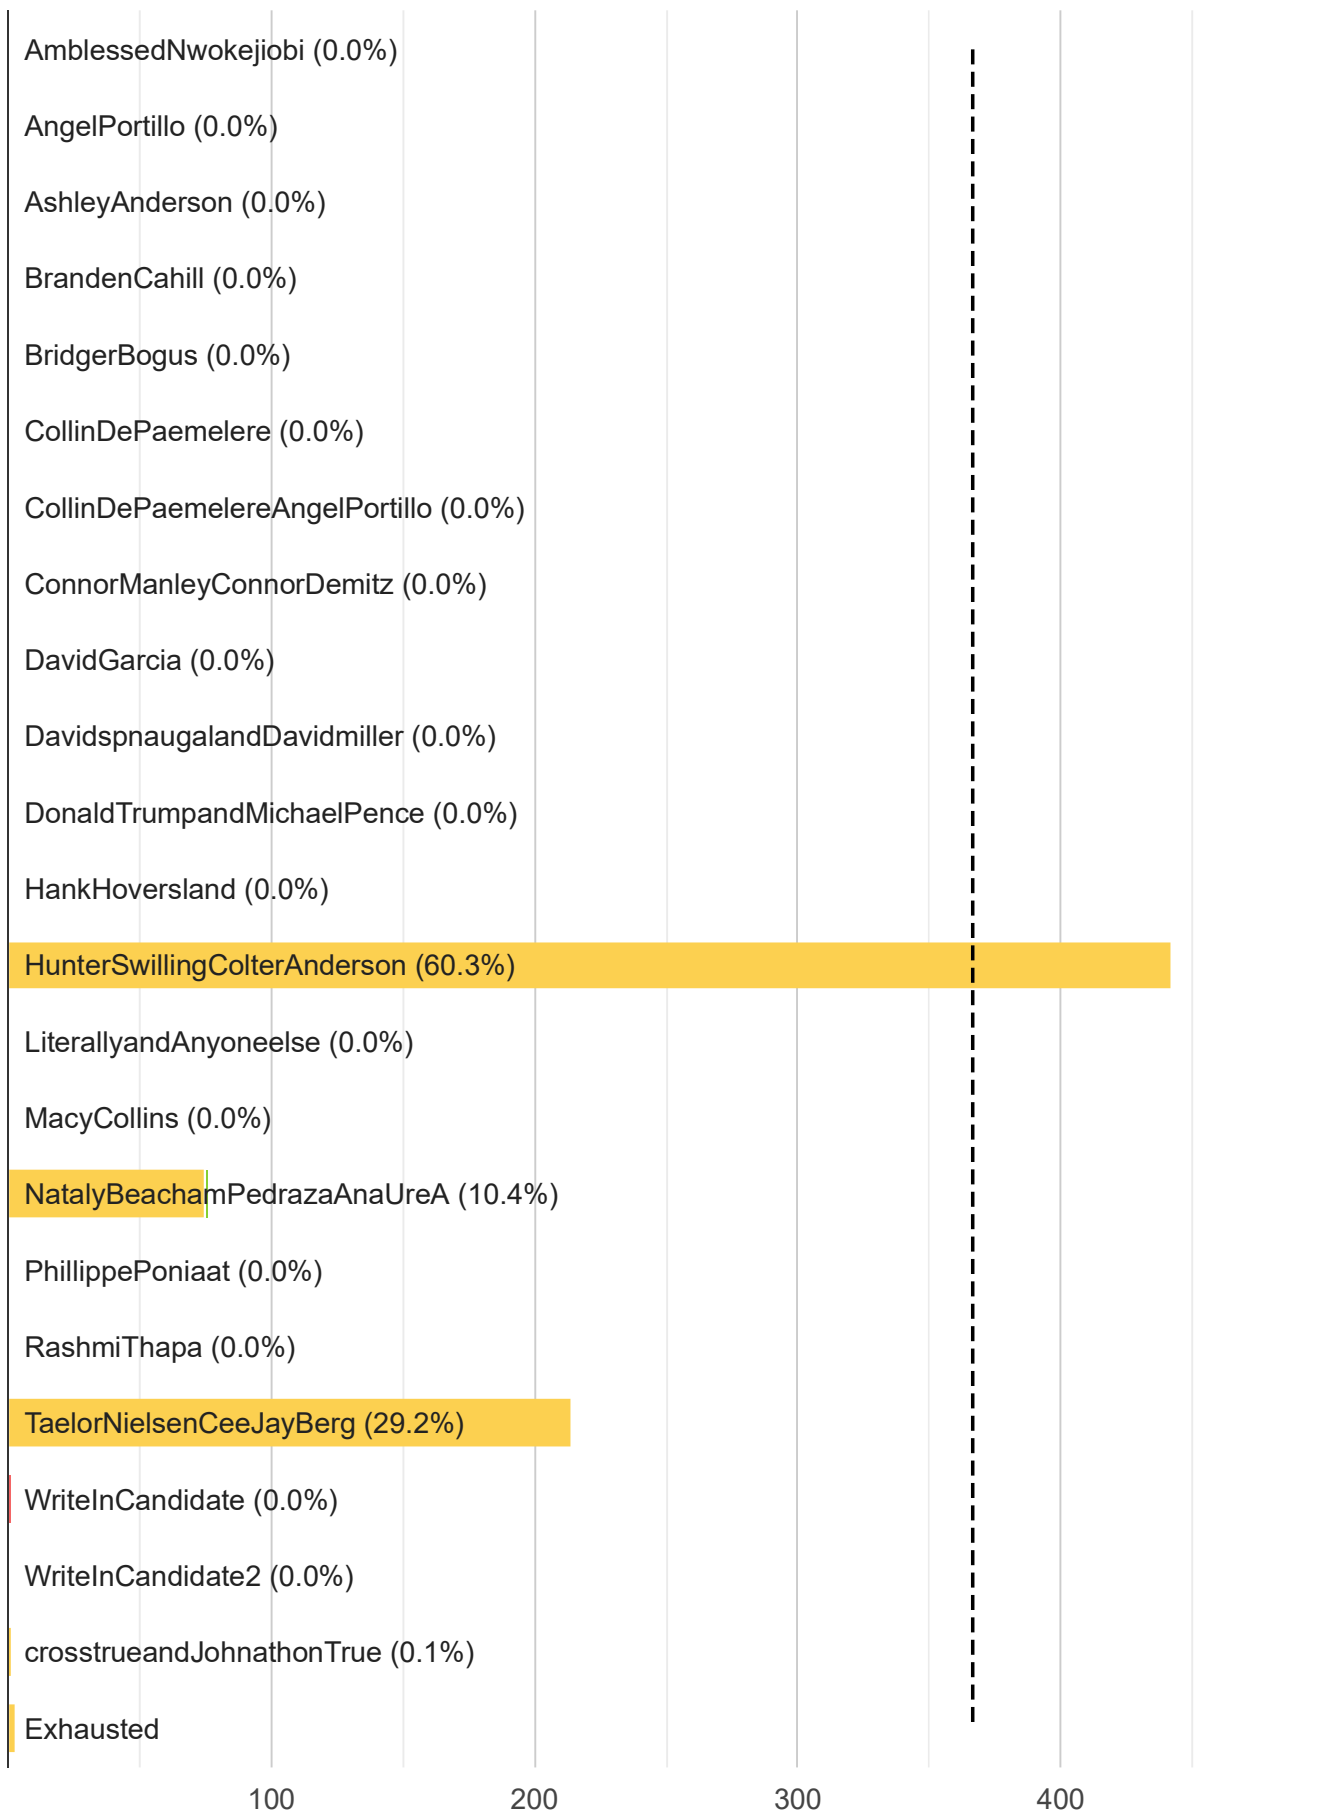 AmblessedNwokejiobi (0.0%)
AngelPortillo (0.0%)
AshleyAnderson (0.0%)
BrandenCahill (0.0%)
BridgerBogus (0.0%)
CollinDePaemelere (0.0%)
CollinDePaemelereAngelPortillo (0.0%)
ConnorManleyConnorDemitz (0.0%)
DavidGarcia (0.0%)
DavidspnaugalandDavidmiller (0.0%)
DonaldTrumpandMichaelPence (0.0%)
HankHoversland (0.0%)
HunterSwillingColterAnderson (60.3%)
LiterallyandAnyoneelse (0.0%)
MacyCollins (0.0%)
NatalyBeachamPedrazaAnaUreA (10.4%)
PhillippePoniaat (0.0%)
RashmiThapa (0.0%)
TaelorNielsenCeeJayBerg (29.2%)
WriteInCandidate (0.0%)
WriteInCandidate2 (0.0%)
crosstrueandJohnathonTrue (0.1%)
Exhausted
100 200 300 400